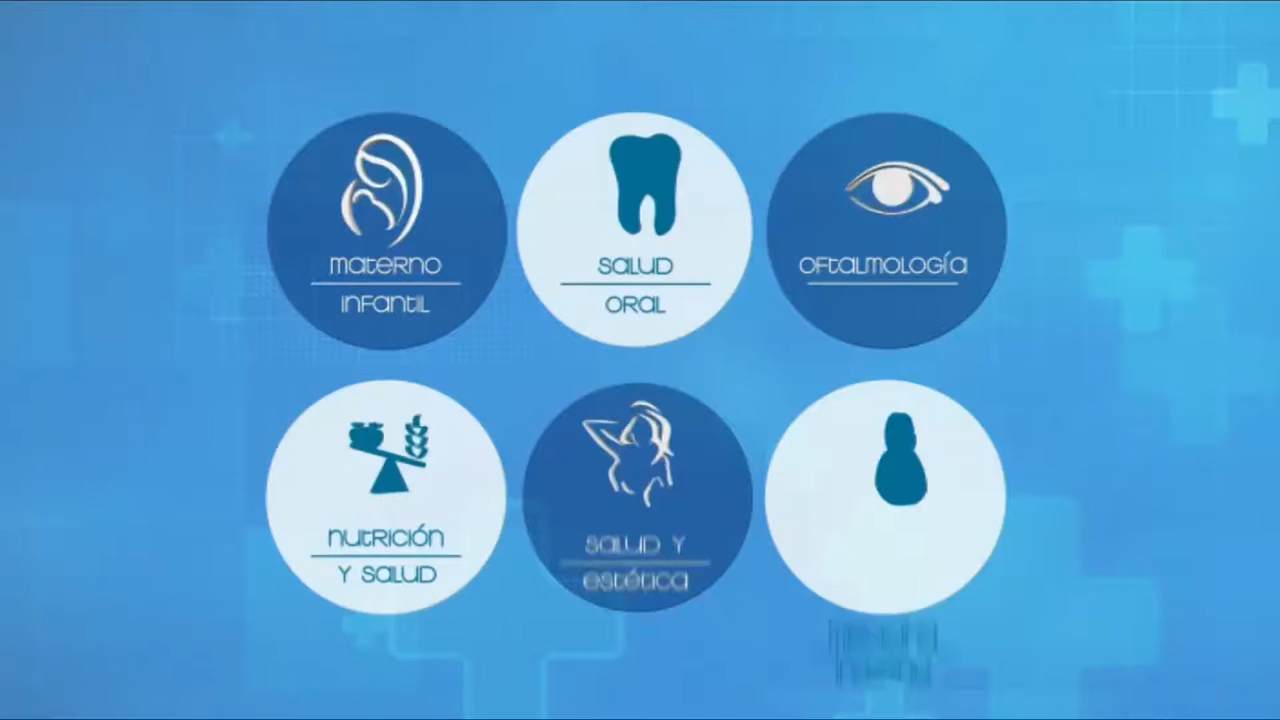 materno
infantil
salud
oral
oftalmología
nutrición
y salud
salud y
estética